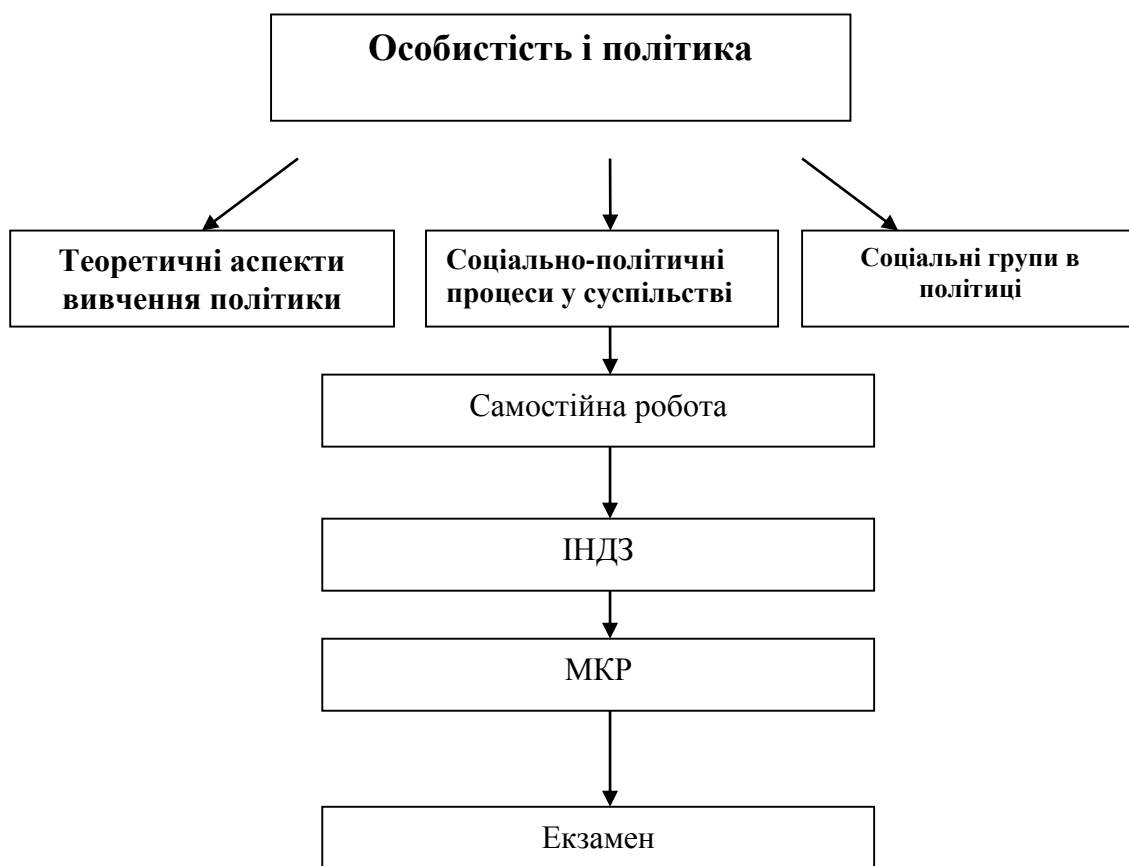 Особистість і політика
Теоретичні аспекти
вивчення політики
Соціально-політичні
процеси у суспільстві
Соціальні групи в
політиці
Самостійна робота
ІНДЗ
МКР
Екзамен